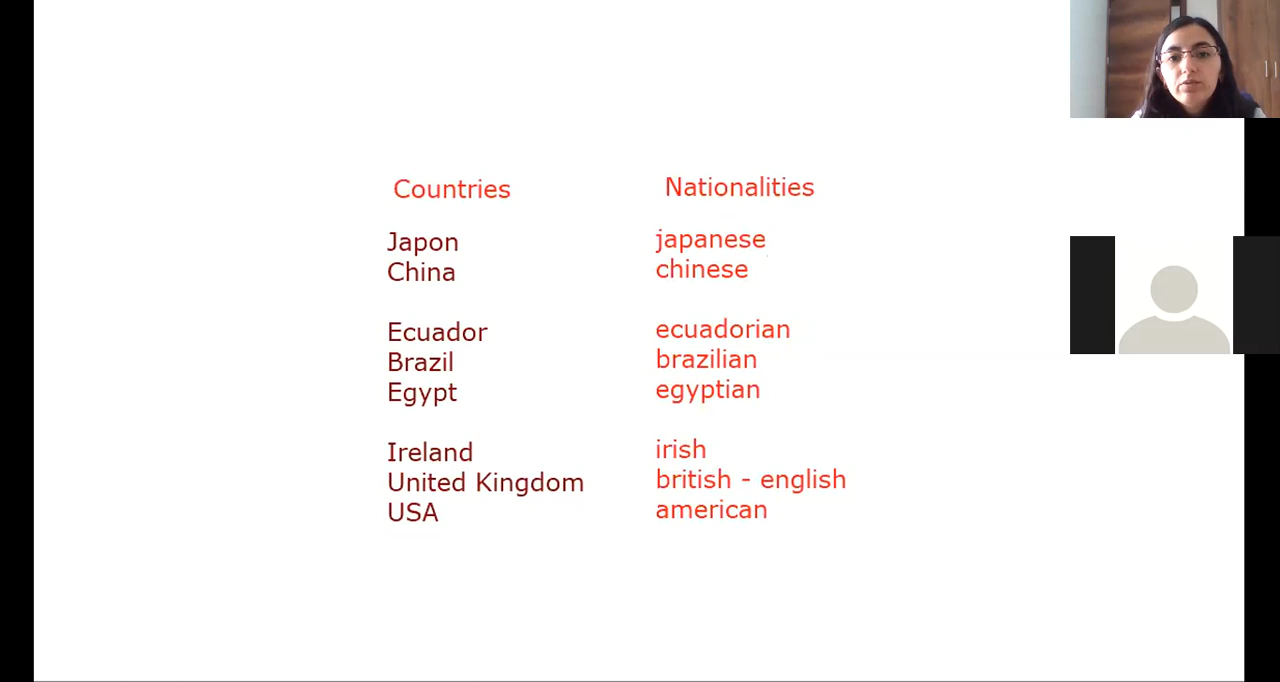 Countries Nationalities
Japon japanese
China chinese
Ecuador ecuadorian
Brazil brazilian
Egypt egyptian
Ireland irish
United Kingdom british - english
USA american